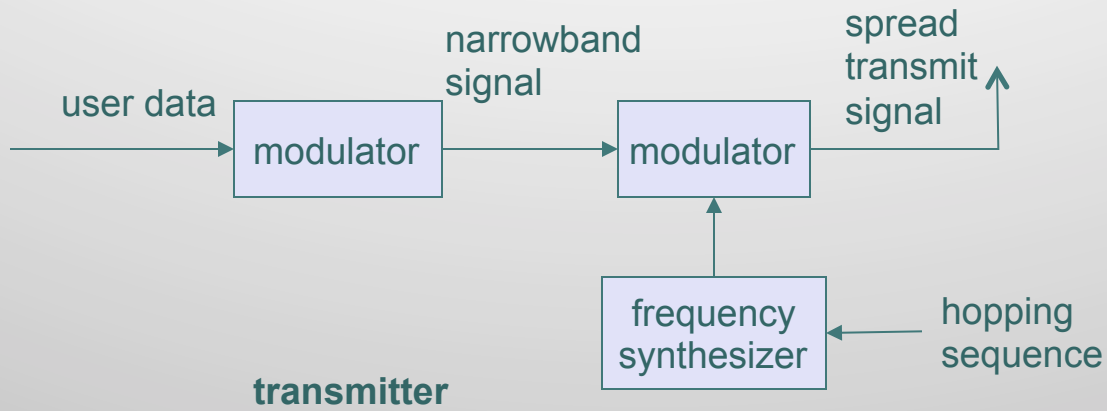 user data
modulator
narrowband
signal
modulator
spread
transmit
signal
frequency
synthesizer
hopping
sequence
transmitter